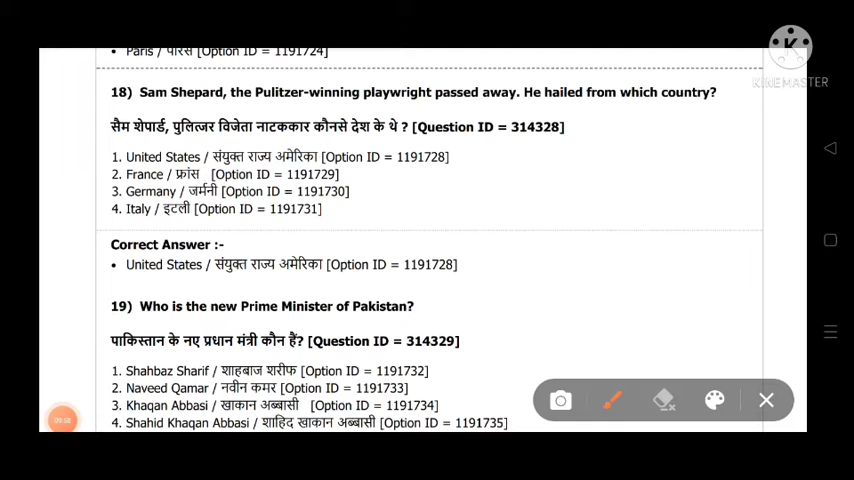 Paris / पेरिस [Option ID = 1191724]
KINEMASTER
18) Sam Shepard, the Pulitzer-winning playwright passed away. He hailed from which country?
सैम शेपार्ड, पुलित्जर विजेता नाटककार कौनसे देश के थे ? [Question ID = 314328]
1. United States / संयुक्त राज्य अमेरिका [Option ID = 1191728]
2. France / फ्रांस [Option ID = 1191729]
3. Germany / जर्मनी [Option ID = 1191730]
4. Italy / इटली [Option ID = 1191731]
Correct Answer :-
• United States / संयुक्त राज्य अमेरिका [Option ID = 1191728]
19) Who is the new Prime Minister of Pakistan?
पाकिस्तान के नए प्रधान मंत्री कौन हैं? [Question ID = 314329]
1. Shahbaz Sharif / शाहबाज शरीफ [Option ID = 1191732]
2. Naveed Qamar / नवीन कमर [Option ID = 1191733]
3. Khaqan Abbasi / खाकान अब्बासी [Option ID = 1191734]
4. Shahid Khaqan Abbasi / शाहिद खाकान अब्बासी [Option ID = 1191735]
09:58